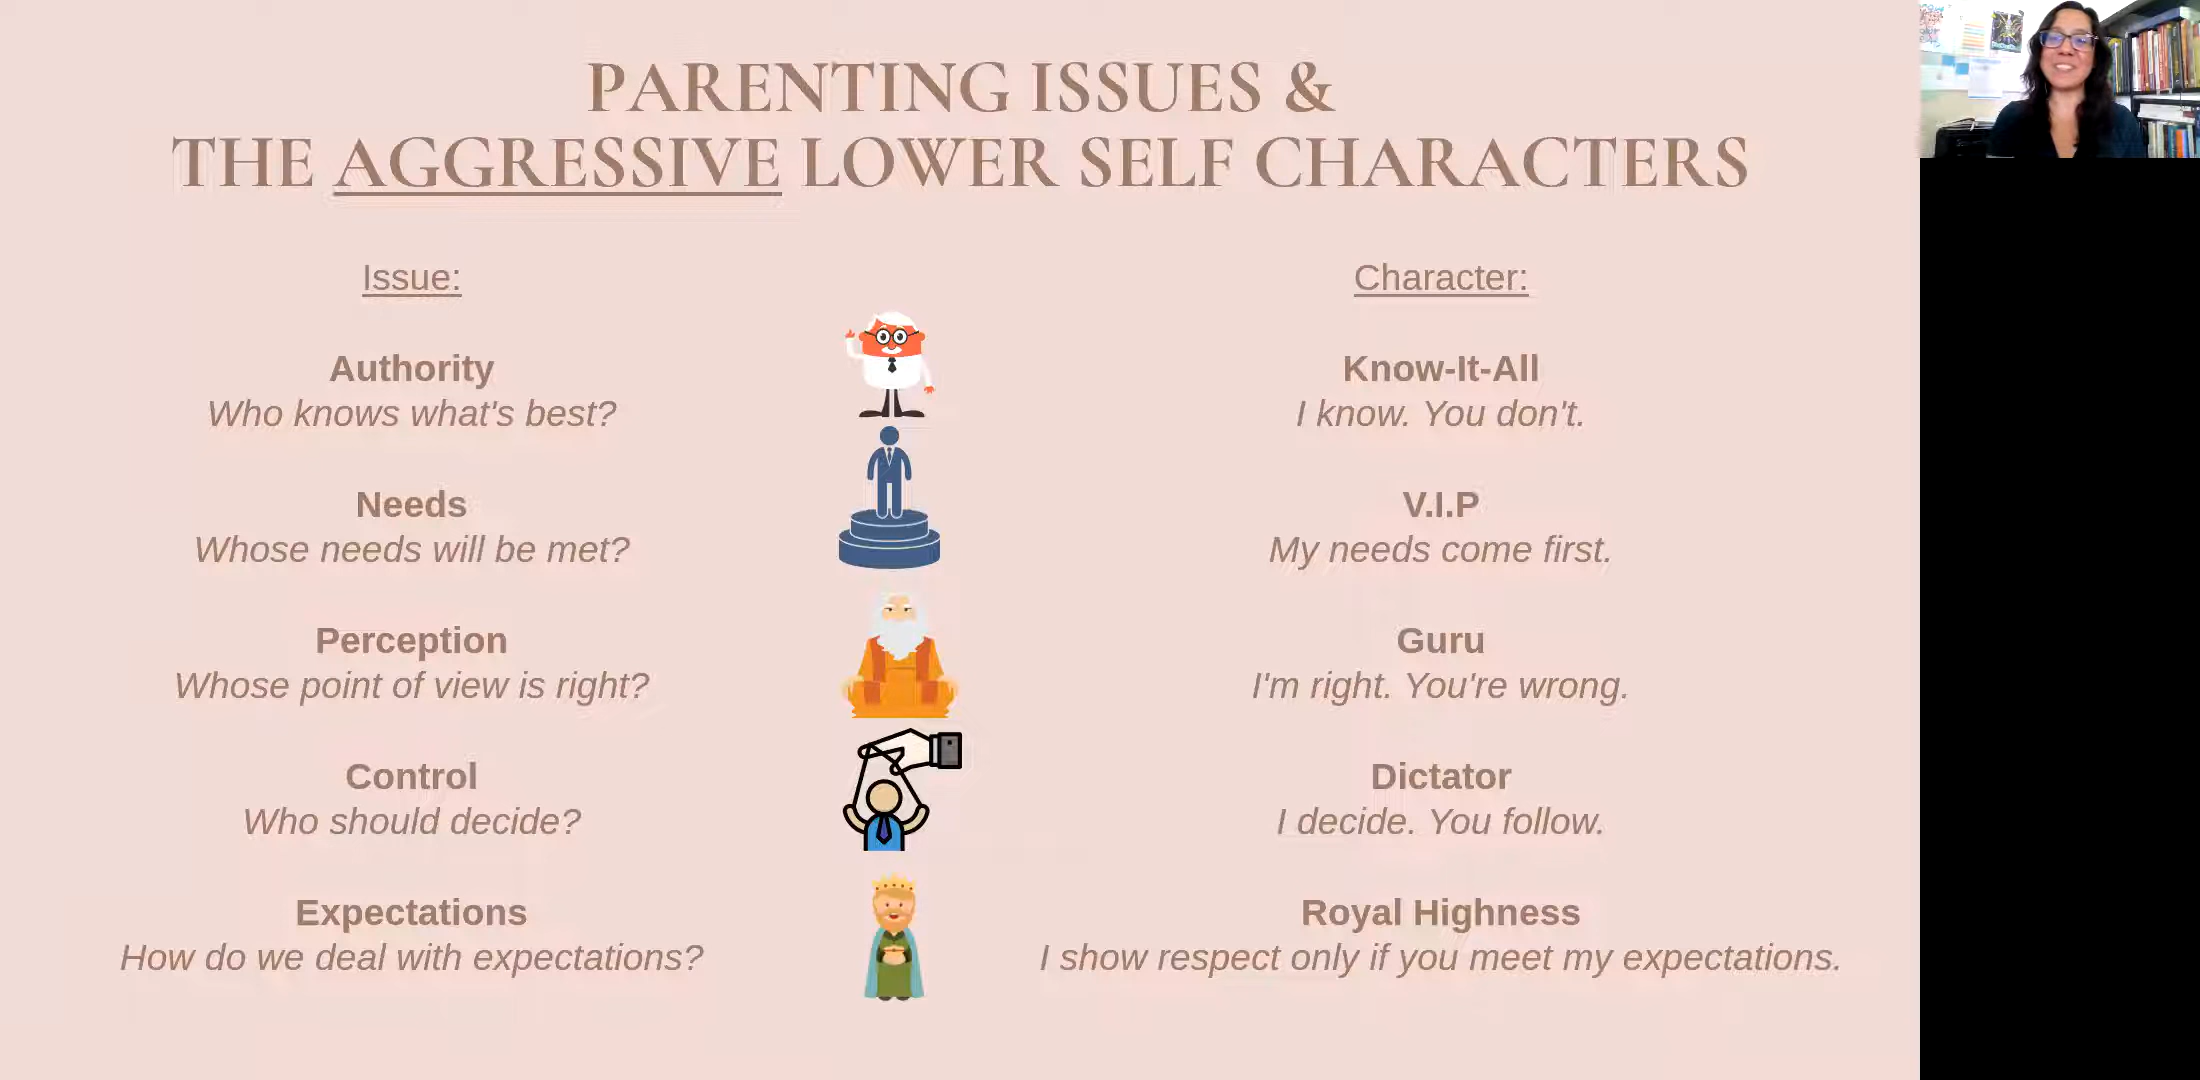 PARENTING ISSUES &
THE AGGRESSIVE LOWER SELF CHARACTERS
Issue:
Character:
Authority
Who knows what's best?
Know-It-All
I know. You don't.
Needs
Whose needs will be met?
V.I.P
My needs come first.
Perception
Whose point of view is right?
Guru
I'm right. You're wrong.
Control
Who should decide?
Dictator
I decide. You follow.
Expectations
How do we deal with expectations?
Royal Highness
I show respect only if you meet my expectations.